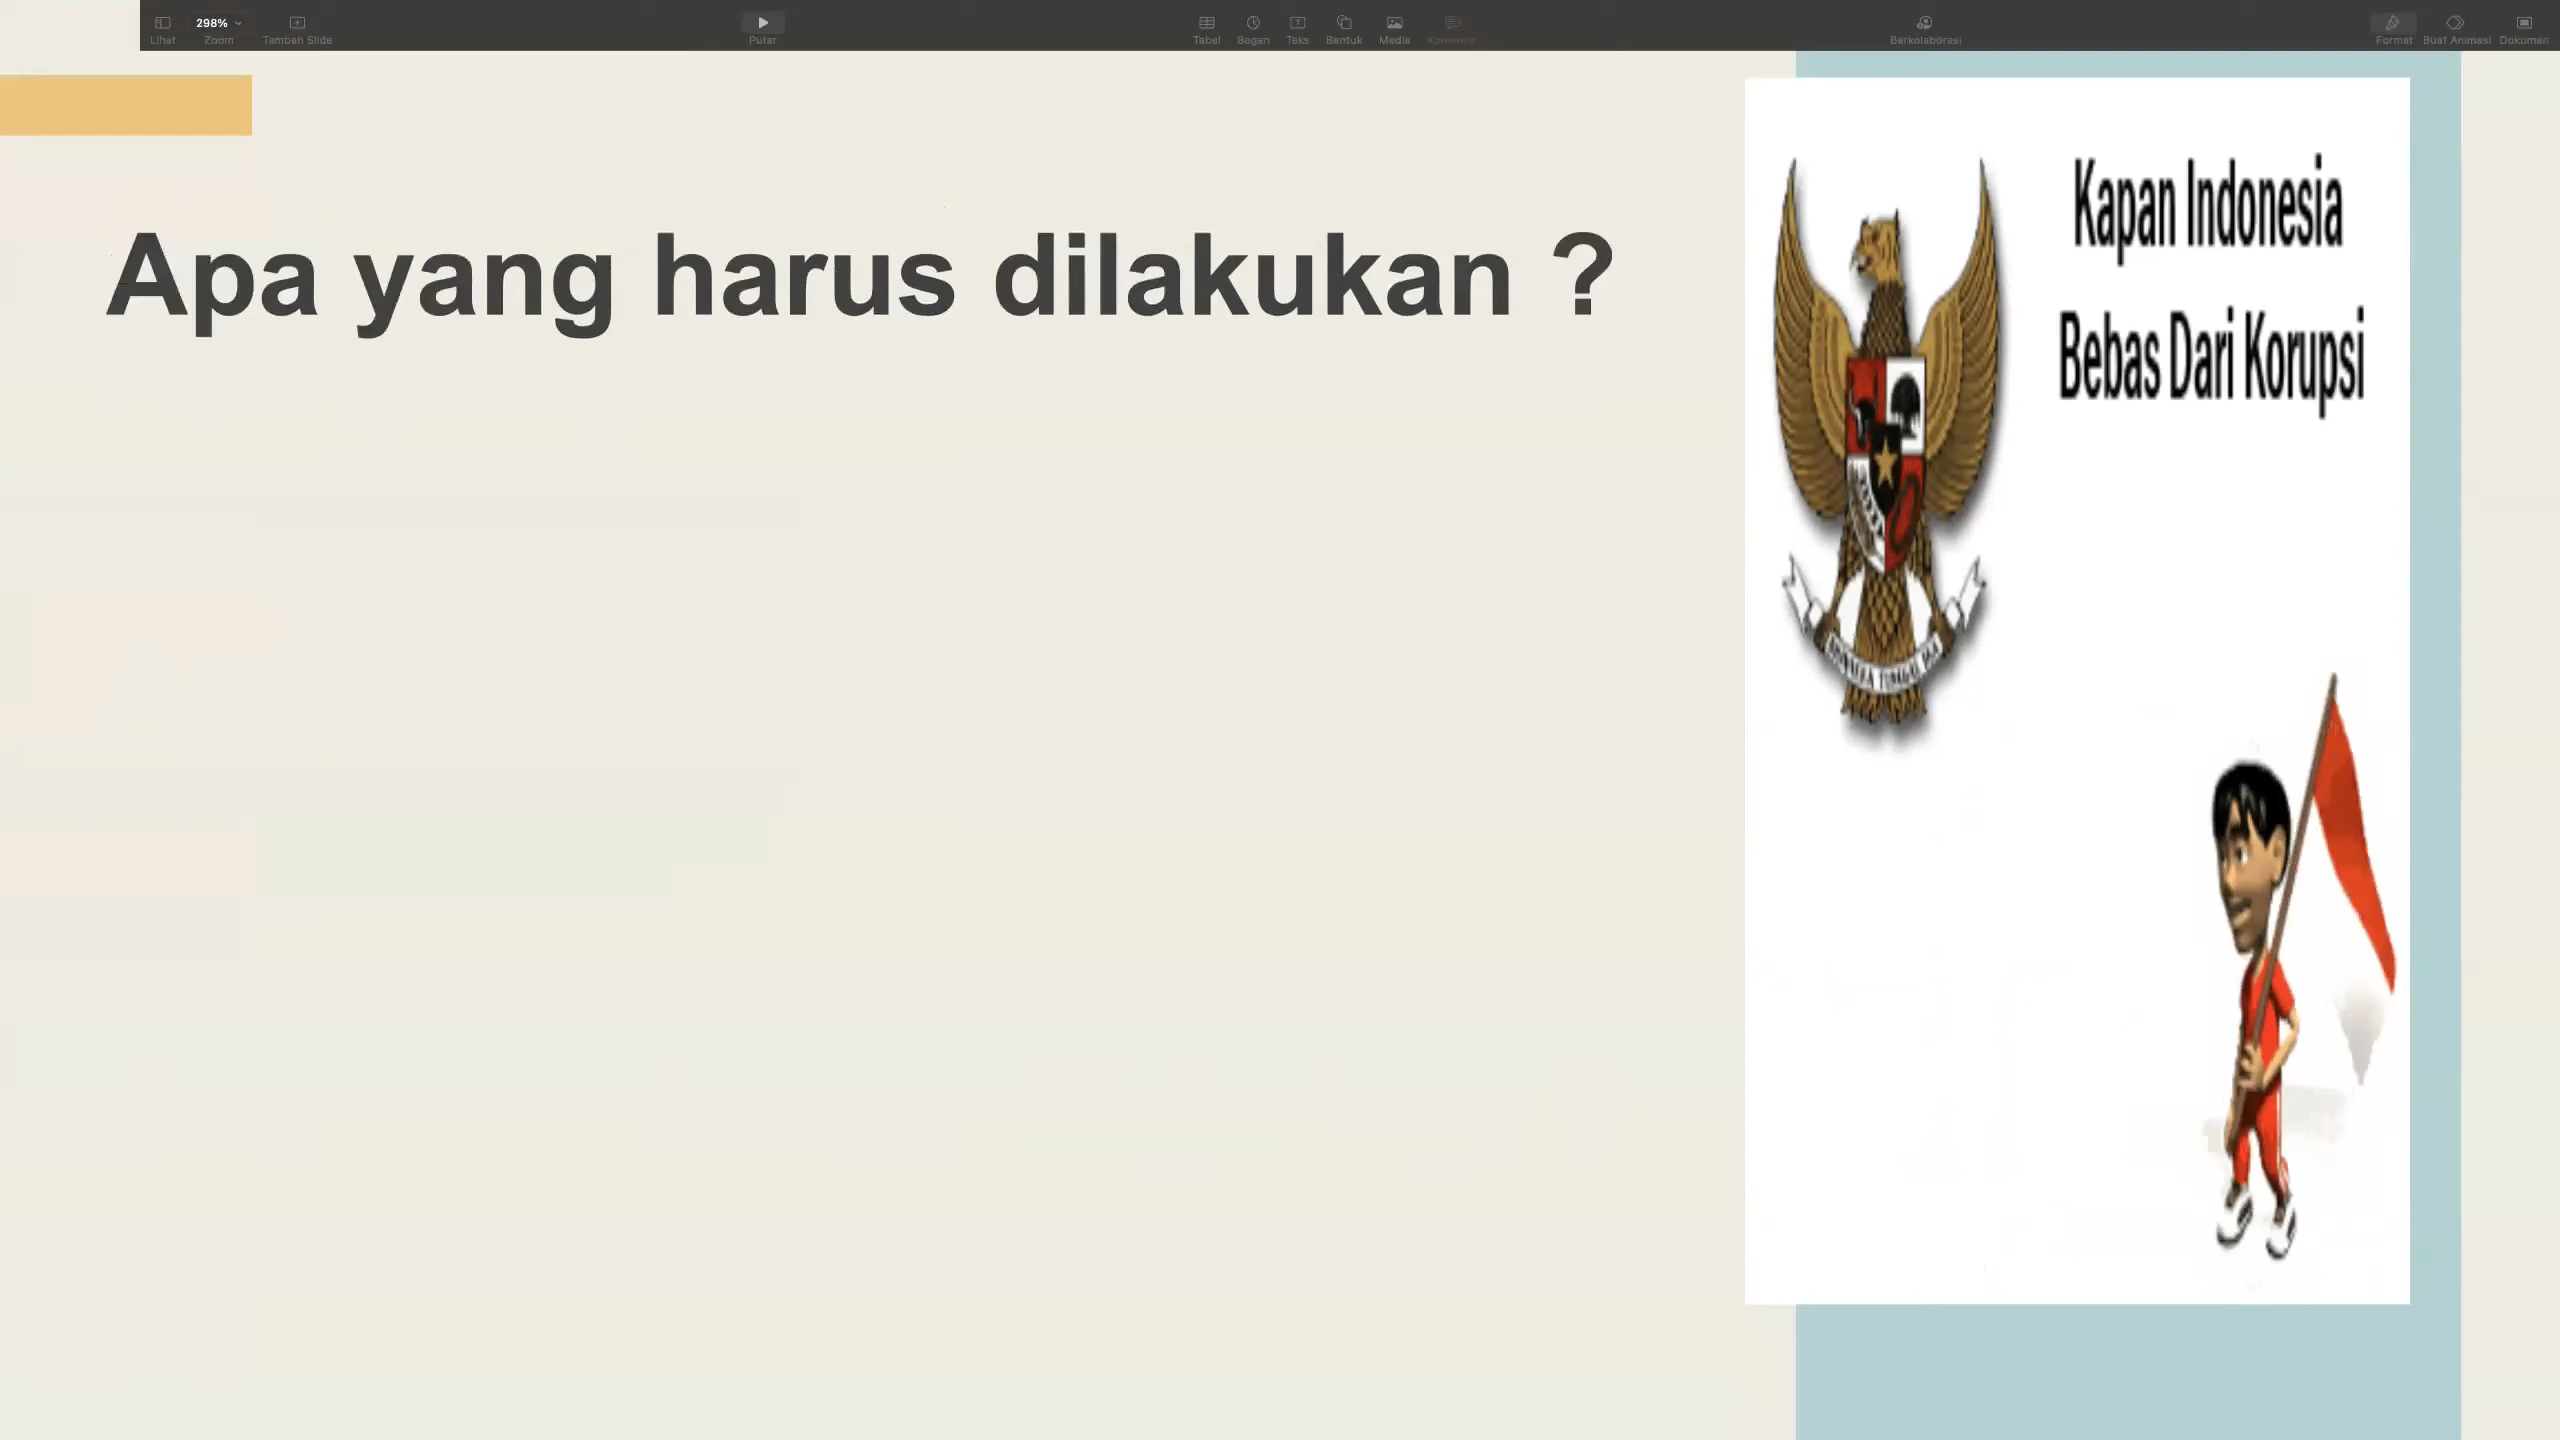 298%
Lihat
Zoom
Tambah Slide
Putar
Tabel
Bagan
Teks
Bentuk
Media
Komentar
Berkolaborasi
Format
Buat Animasi
Dokumen
Apa yang harus dilakukan ?
Kapan Indonesia
Bebas Dari Korupsi